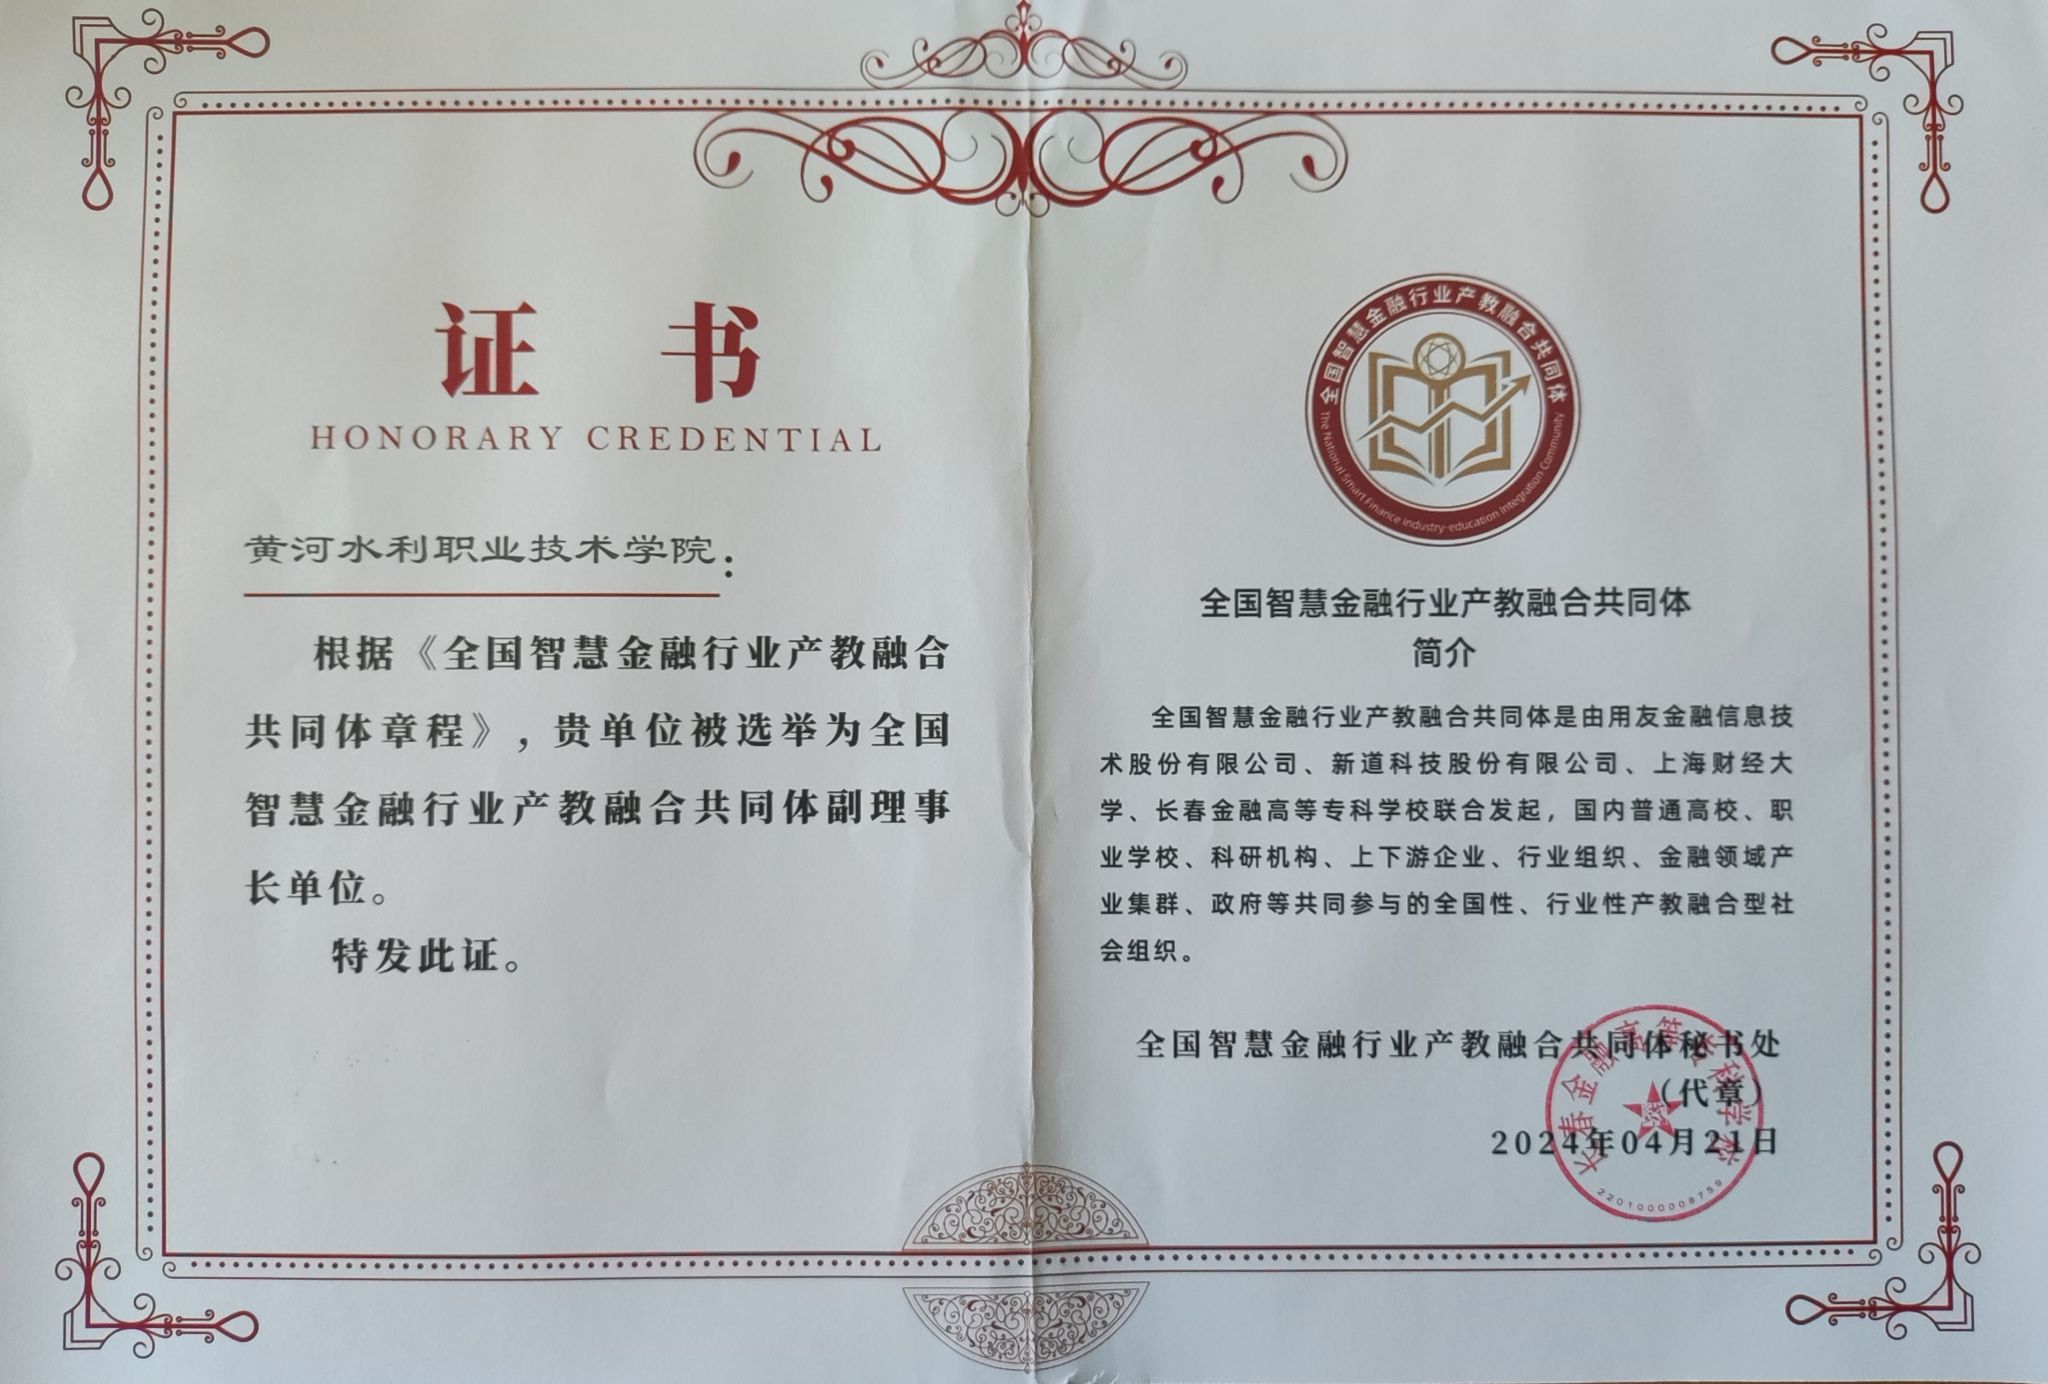 证 书
HONORARY CREDENTIAL
黄河水利职业技术学院：
根据《全国智慧金融行业产教融合
共同体章程》，贵单位被选举为全国
智慧金融行业产教融合共同体副理事
长单位。
特发此证。
全国智慧金融行业产教融合共同体
The National Smart Finance Industry-education Integration Community
全国智慧金融行业产教融合共同体
简介
全国智慧金融行业产教融合共同体是由用友金融信息技
术股份有限公司、新道科技股份有限公司、上海财经大
学、长春金融高等专科学校联合发起，国内普通高校、职
业学校、科研机构、上下游企业、行业组织、金融领域产
业集群、政府等共同参与的全国性、行业性产教融合型社
会组织。
全国智慧金融行业产教融合共同体秘书处
（代章）
2024年04月21日
长春金融高等专科学校
2201000008759